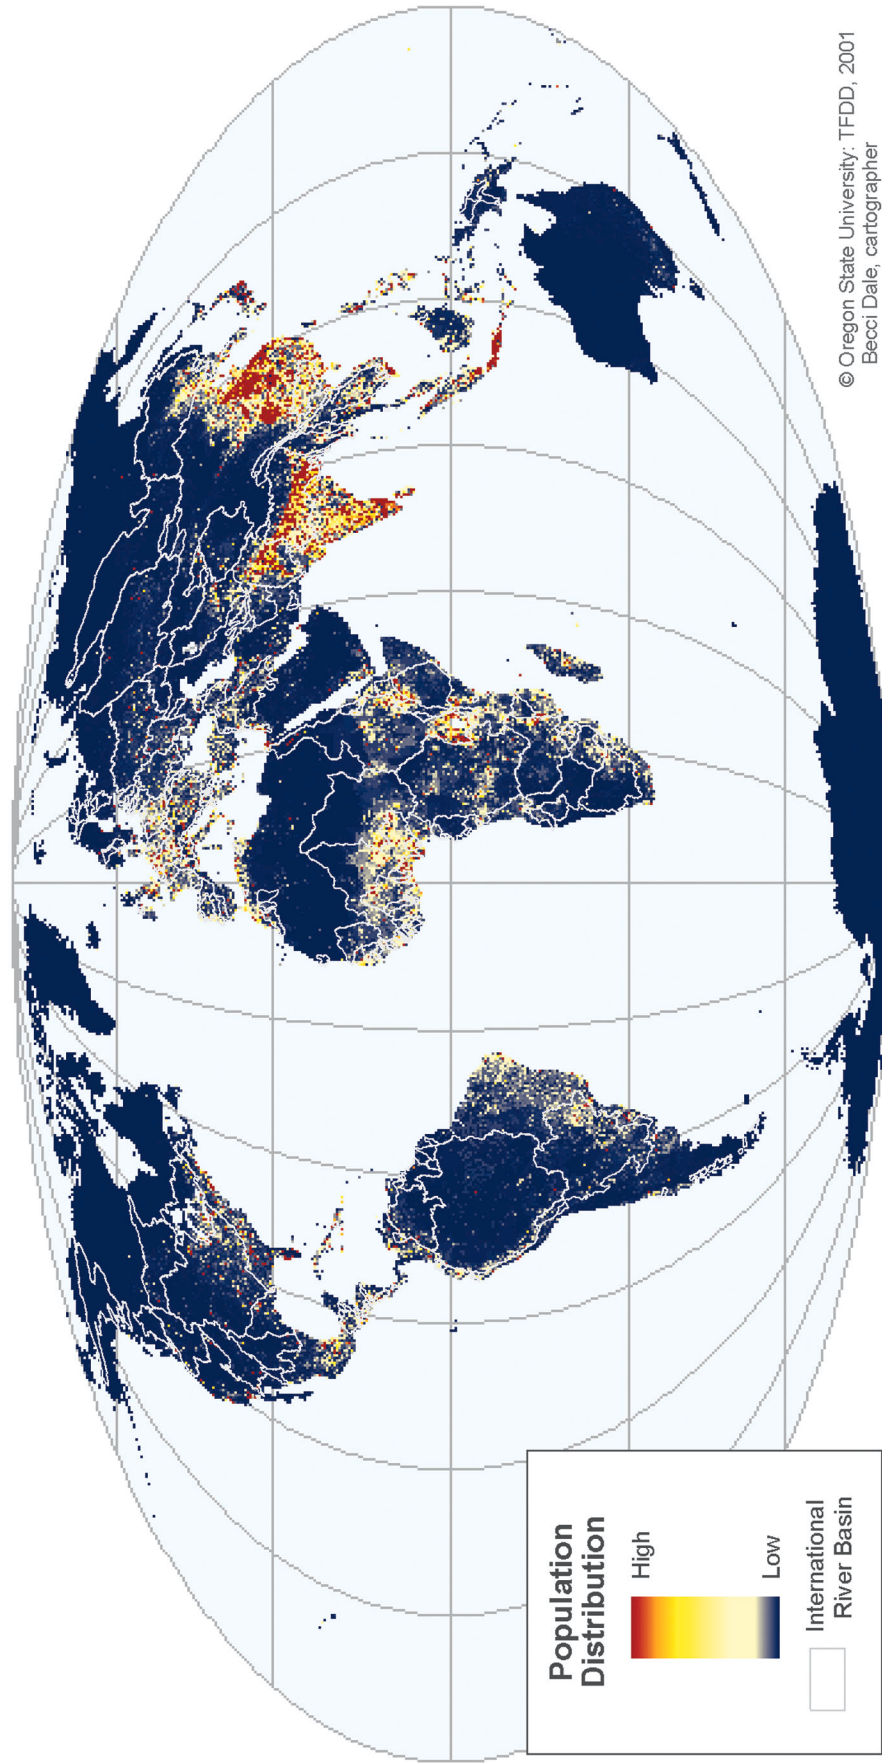 Population
Distribution
High
Low
International
River Basin
© Oregon State University: TFDD, 2001
Becci Dale, cartographer